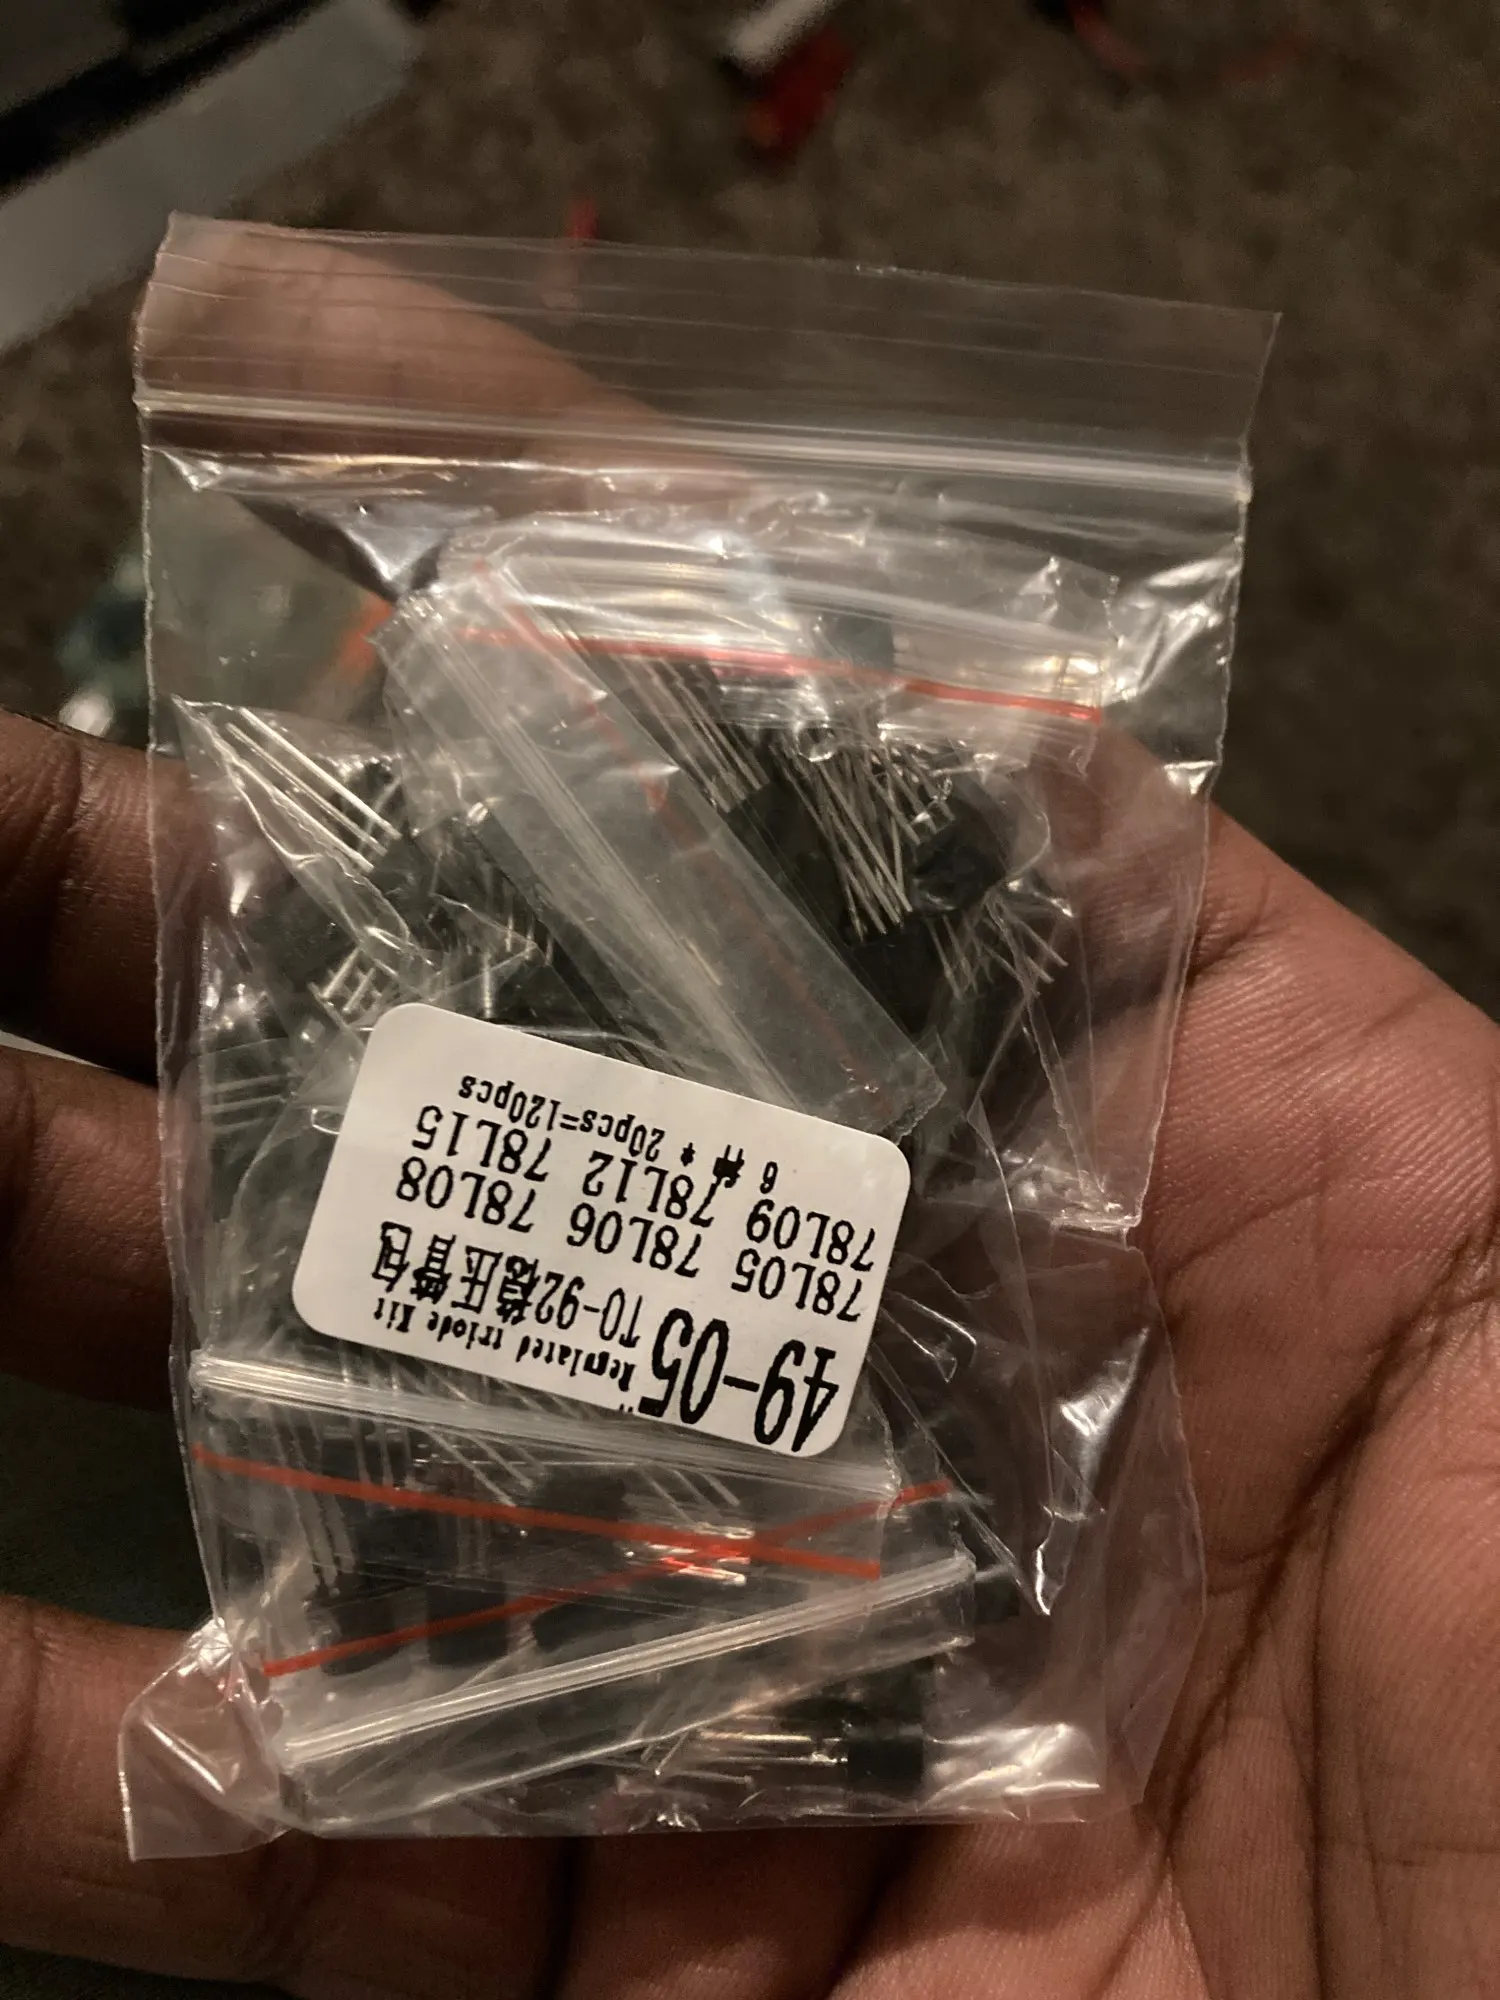 49-05
Regulated triode Kit
TO-92稳压管包
78L05 78L06 78L08
78L09 78L12 78L15
6 种 * 20pcs=120pcs